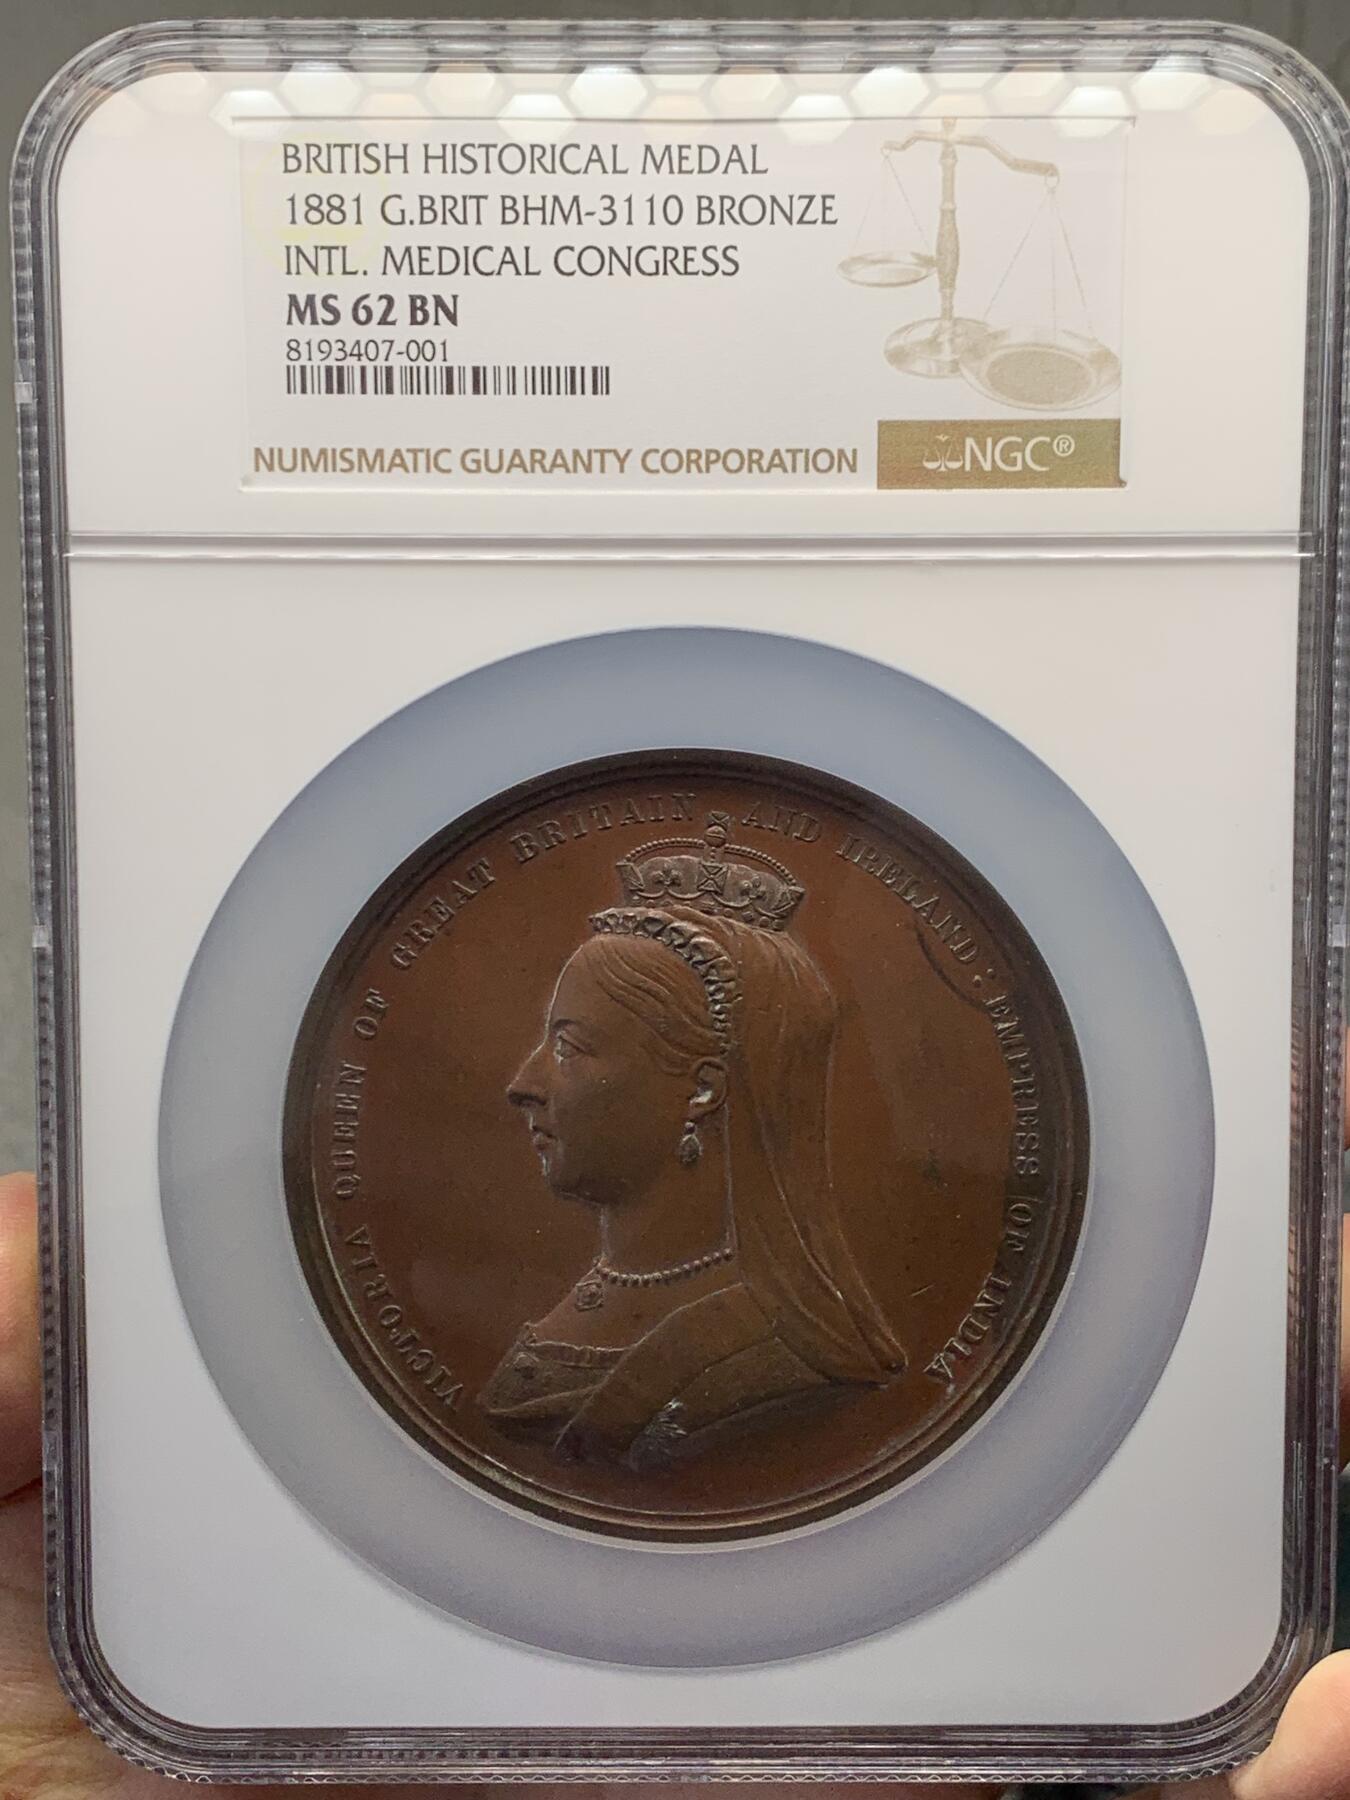 BRITISH HISTORICAL MEDAL
1881 G.BRIT BHM-3110 BRONZE
INTL. MEDICAL CONGRESS
MS 62 BN
8193407-001
NUMISMATIC GUARANTY CORPORATION
NGC®
VICTORIA QUEEN OF GREAT BRITAIN AND IRELAND : EMPRESS OF INDIA